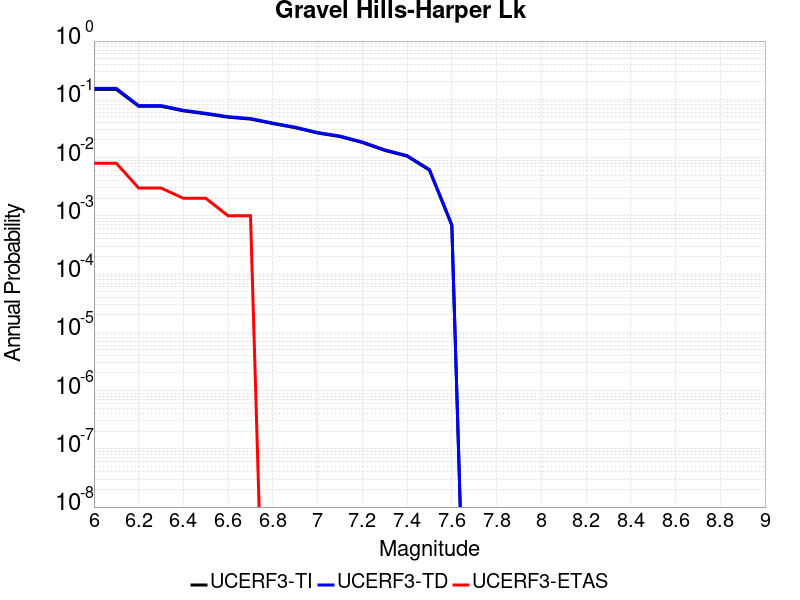 Gravel Hills-Harper Lk
10^0
10^-1
10^-2
10^-3
10^-4
10^-5
10^-6
10^-7
10^-8
Annual Probability
6 6.2 6.4 6.6 6.8 7 7.2 7.4 7.6 7.8 8 8.2 8.4 8.6 8.8 9
Magnitude
UCERF3-TI UCERF3-TD UCERF3-ETAS